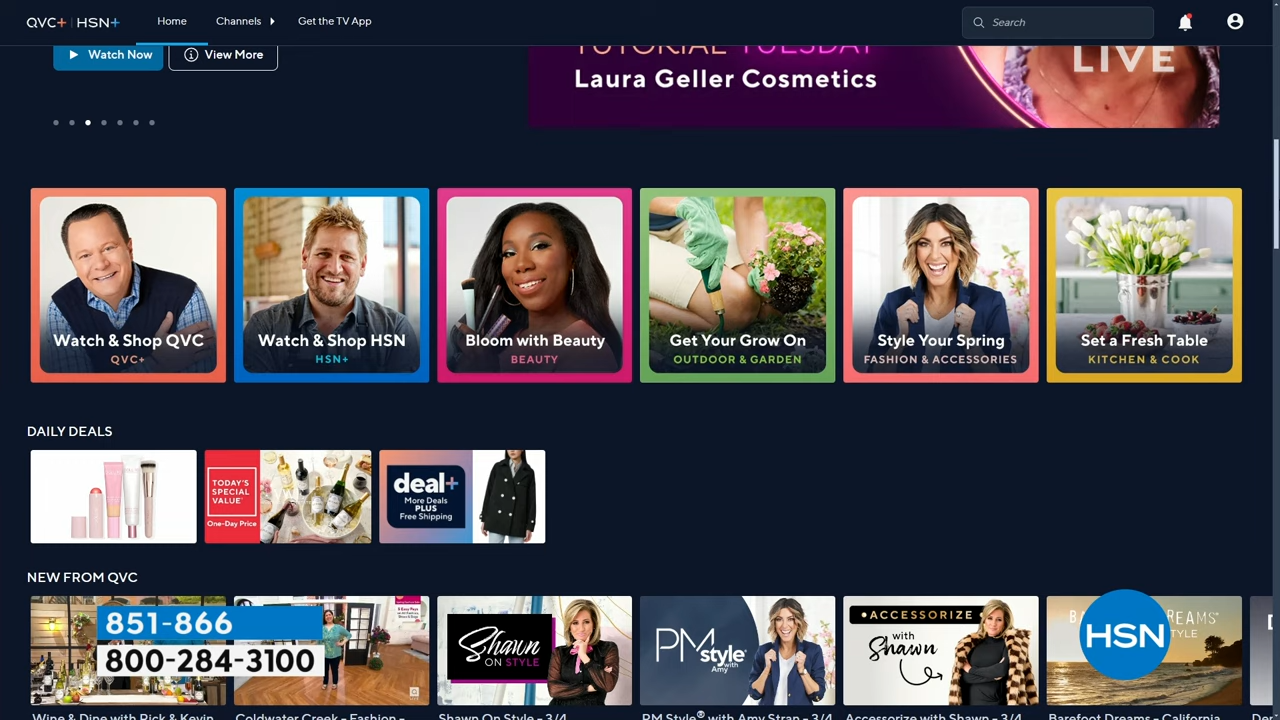 QVC+ | HSN+
Home
Channels
Get the TV App
Search
Watch Now
View More
TUTORIAL TUESDAY
Laura Geller Cosmetics
LIVE
Watch & Shop QVC
QVC+
Watch & Shop HSN
HSN+
Bloom with Beauty
BEAUTY
Get Your Grow On
OUTDOOR & GARDEN
Style Your Spring
FASHION & ACCESSORIES
Set a Fresh Table
KITCHEN & COOK
DAILY DEALS
TODAY'S
SPECIAL
VALUE
One-Day Price
deal+
More Deals
PLUS
Free Shipping
NEW FROM QVC
851-866
800-284-3100
Shawn
ON STYLE
PM
style®
with
Amy
ACCESSORIZE
with
Shawn
HSN
Wine & Dine with Rick & Kevin
Coldwater Creek - Fashion -
Shawn On Style - 3/4
PM Style® with Amy Stran - 3/4
Accessorize with Shawn - 3/4
Barefoot Dreams - California